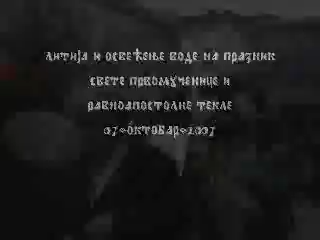 литија и освећење воде на празник
свете првомученице и
равноапостолне текле
07•октобар•2007